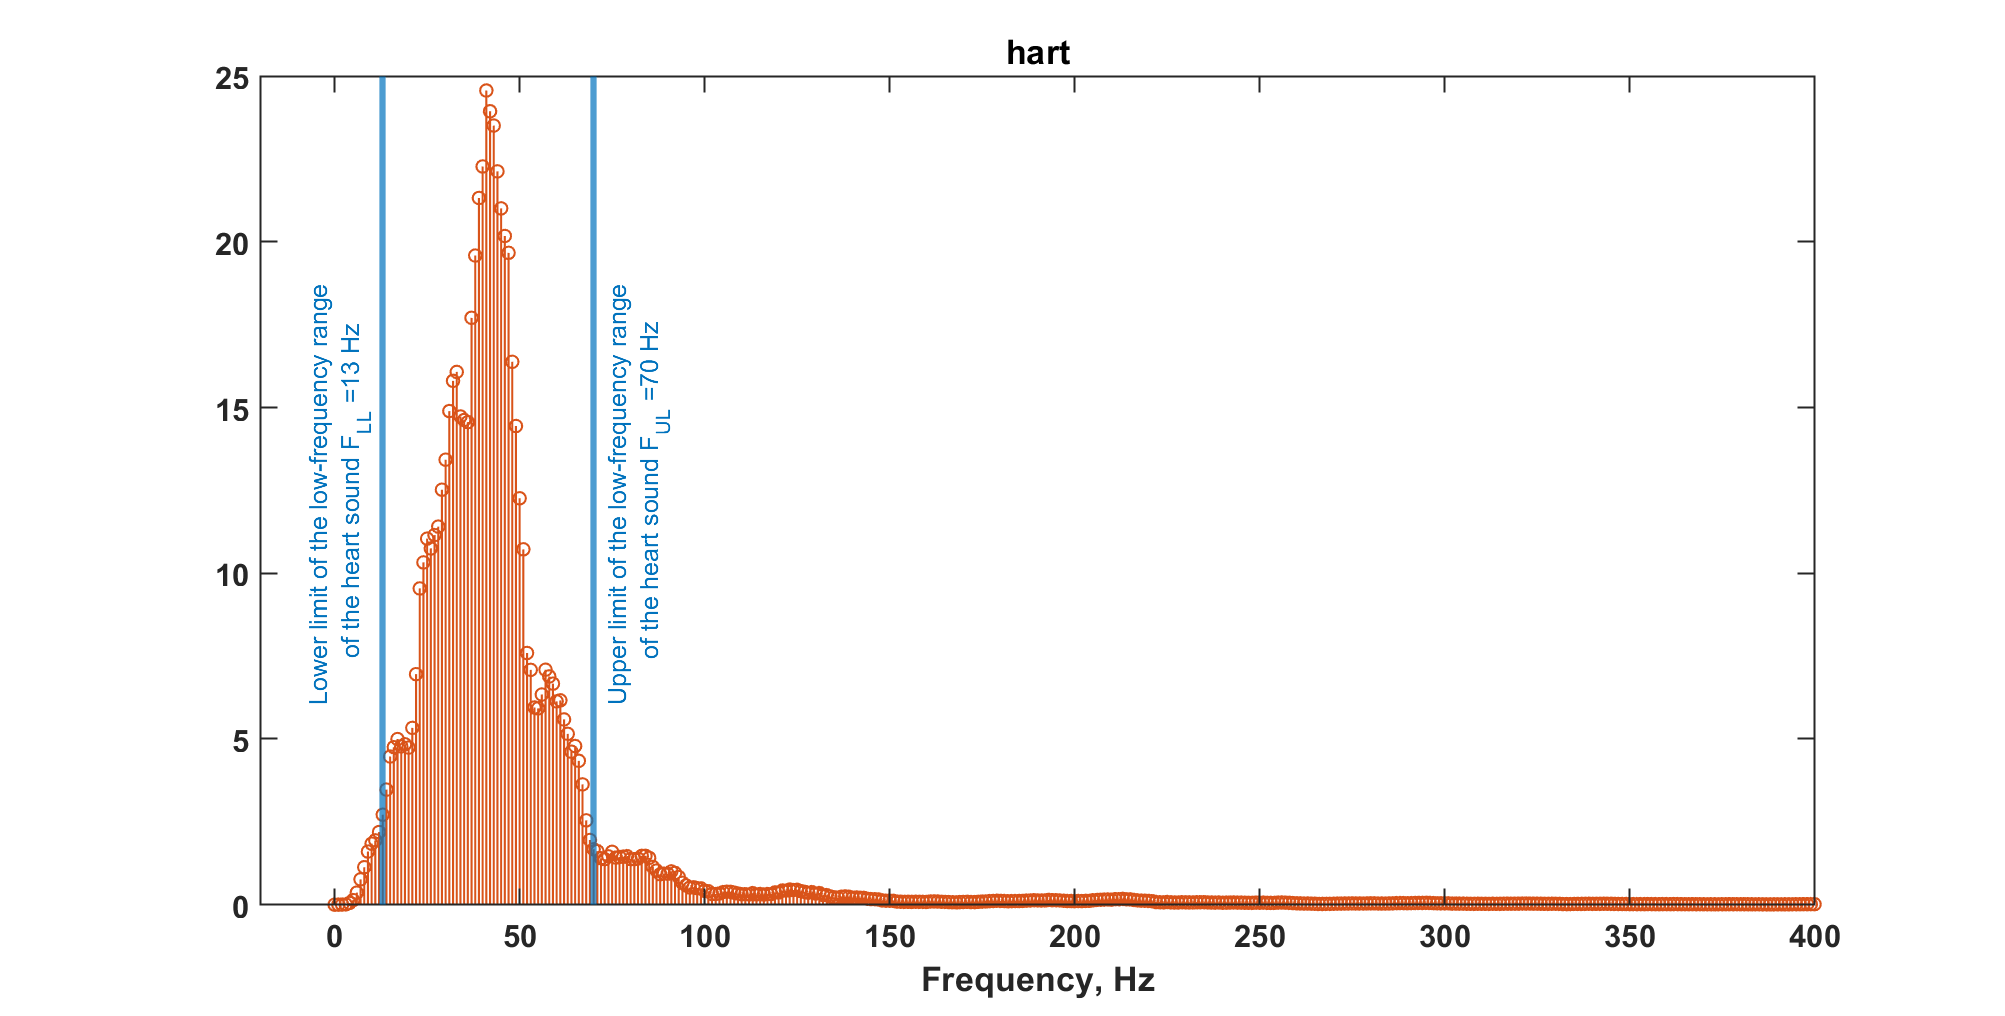 hart
25
20
15
10
5
0
Lower limit of the low-frequency range
of the heart sound F_LL =13 Hz
Upper limit of the low-frequency range
of the heart sound F_UL =70 Hz
0 50 100 150 200 250 300 350 400
Frequency, Hz